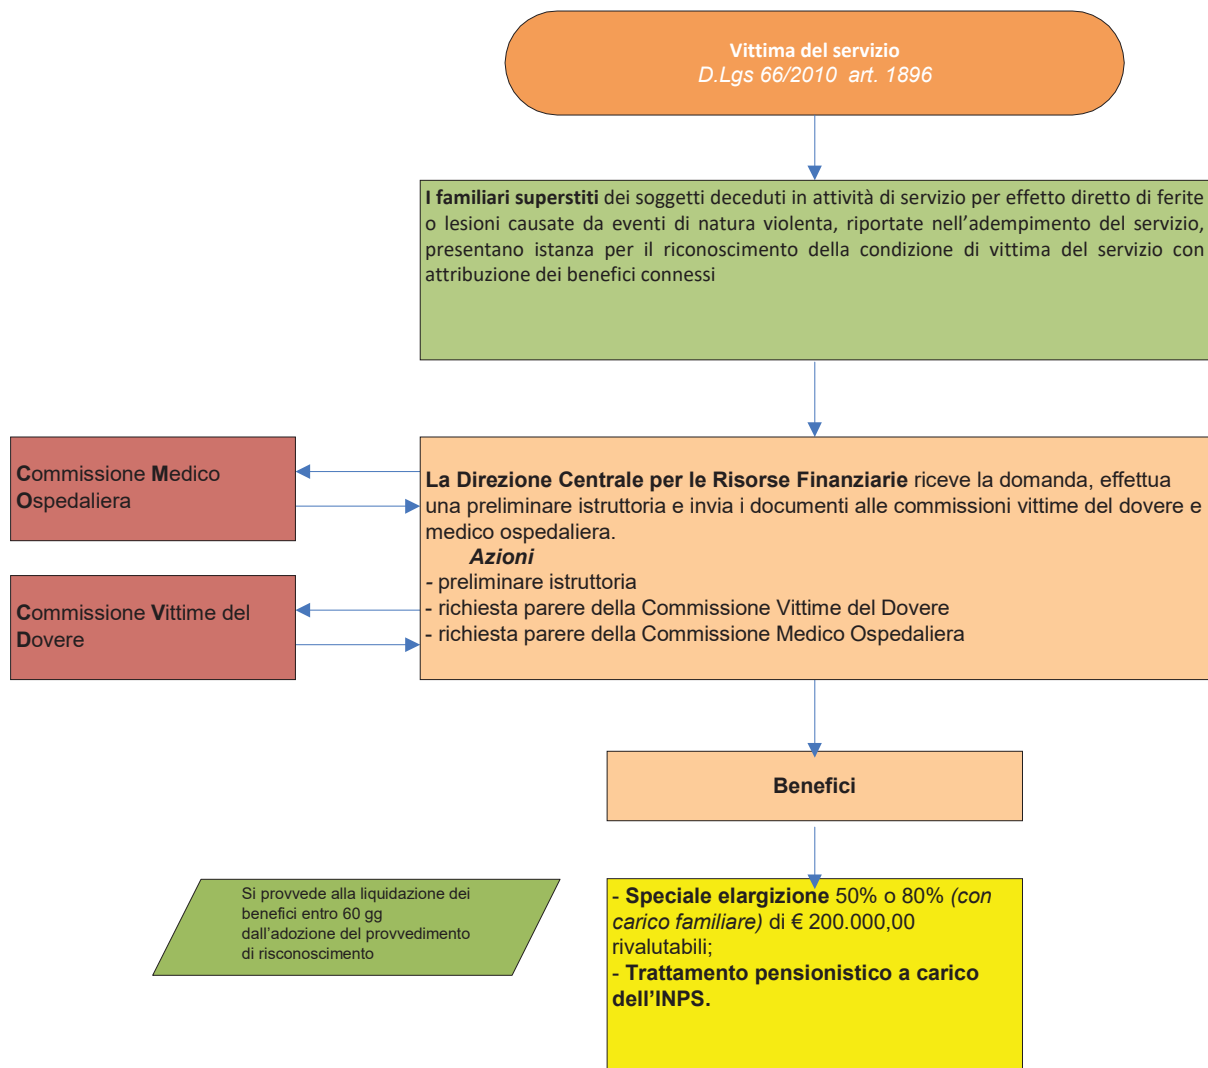 Vittima del servizio
D.Lgs 66/2010 art. 1896
I familiari superstiti dei soggetti deceduti in attività di servizio per effetto diretto di ferite
o lesioni causate da eventi di natura violenta, riportate nell’adempimento del servizio,
presentano istanza per il riconoscimento della condizione di vittima del servizio con
attribuzione dei benefici connessi
Commissione Medico
Ospedaliera
La Direzione Centrale per le Risorse Finanziarie riceve la domanda, effettua
una preliminare istruttoria e invia i documenti alle commissioni vittime del dovere e
medico ospedaliera.
Azioni
- preliminare istruttoria
- richiesta parere della Commissione Vittime del Dovere
- richiesta parere della Commissione Medico Ospedaliera
Commissione Vittime del
Dovere
Benefici
Si provvede alla liquidazione dei
benefici entro 60 gg
dall’adozione del provvedimento
di risconoscimento
- Speciale elargizione 50% o 80% (con
carico familiare) di € 200.000,00
rivalutabili;
- Trattamento pensionistico a carico
dell’INPS.